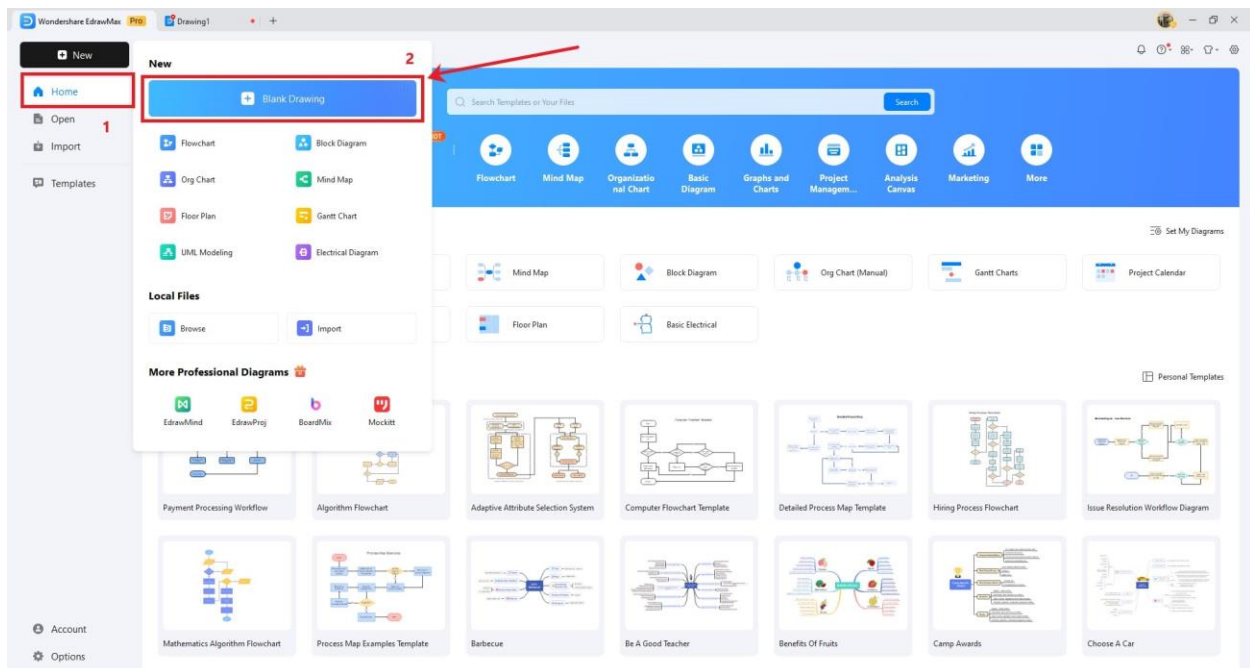 Wondershare EdrawMax Pro
Drawing1
New
Home
1
Open
Import
Templates
Account
Options
New
2
Blank Drawing
Flowchart
Block Diagram
Org Chart
Mind Map
Floor Plan
Gantt Chart
UML Modeling
Electrical Diagram
Local Files
Browse
Import
More Professional Diagrams
EdrawMind
EdrawProj
BoardMix
Mockitt
Search Templates or Your Files
Search
OT
Flowchart
Mind Map
Organizatio
nal Chart
Basic
Diagram
Graphs and
Charts
Project
Managem...
Analysis
Canvas
Marketing
More
Set My Diagrams
Mind Map
Block Diagram
Org Chart (Manual)
Gantt Charts
Project Calendar
Floor Plan
Basic Electrical
Personal Templates
Payment Processing Workflow
Algorithm Flowchart
Adaptive Attribute Selection System
Computer Flowchart Template
Detailed Process Map Template
Hiring Process Flowchart
Issue Resolution Workflow Diagram
Mathematics Algorithm Flowchart
Process Map Examples Template
Barbecue
Be A Good Teacher
Benefits Of Fruits
Camp Awards
Choose A Car